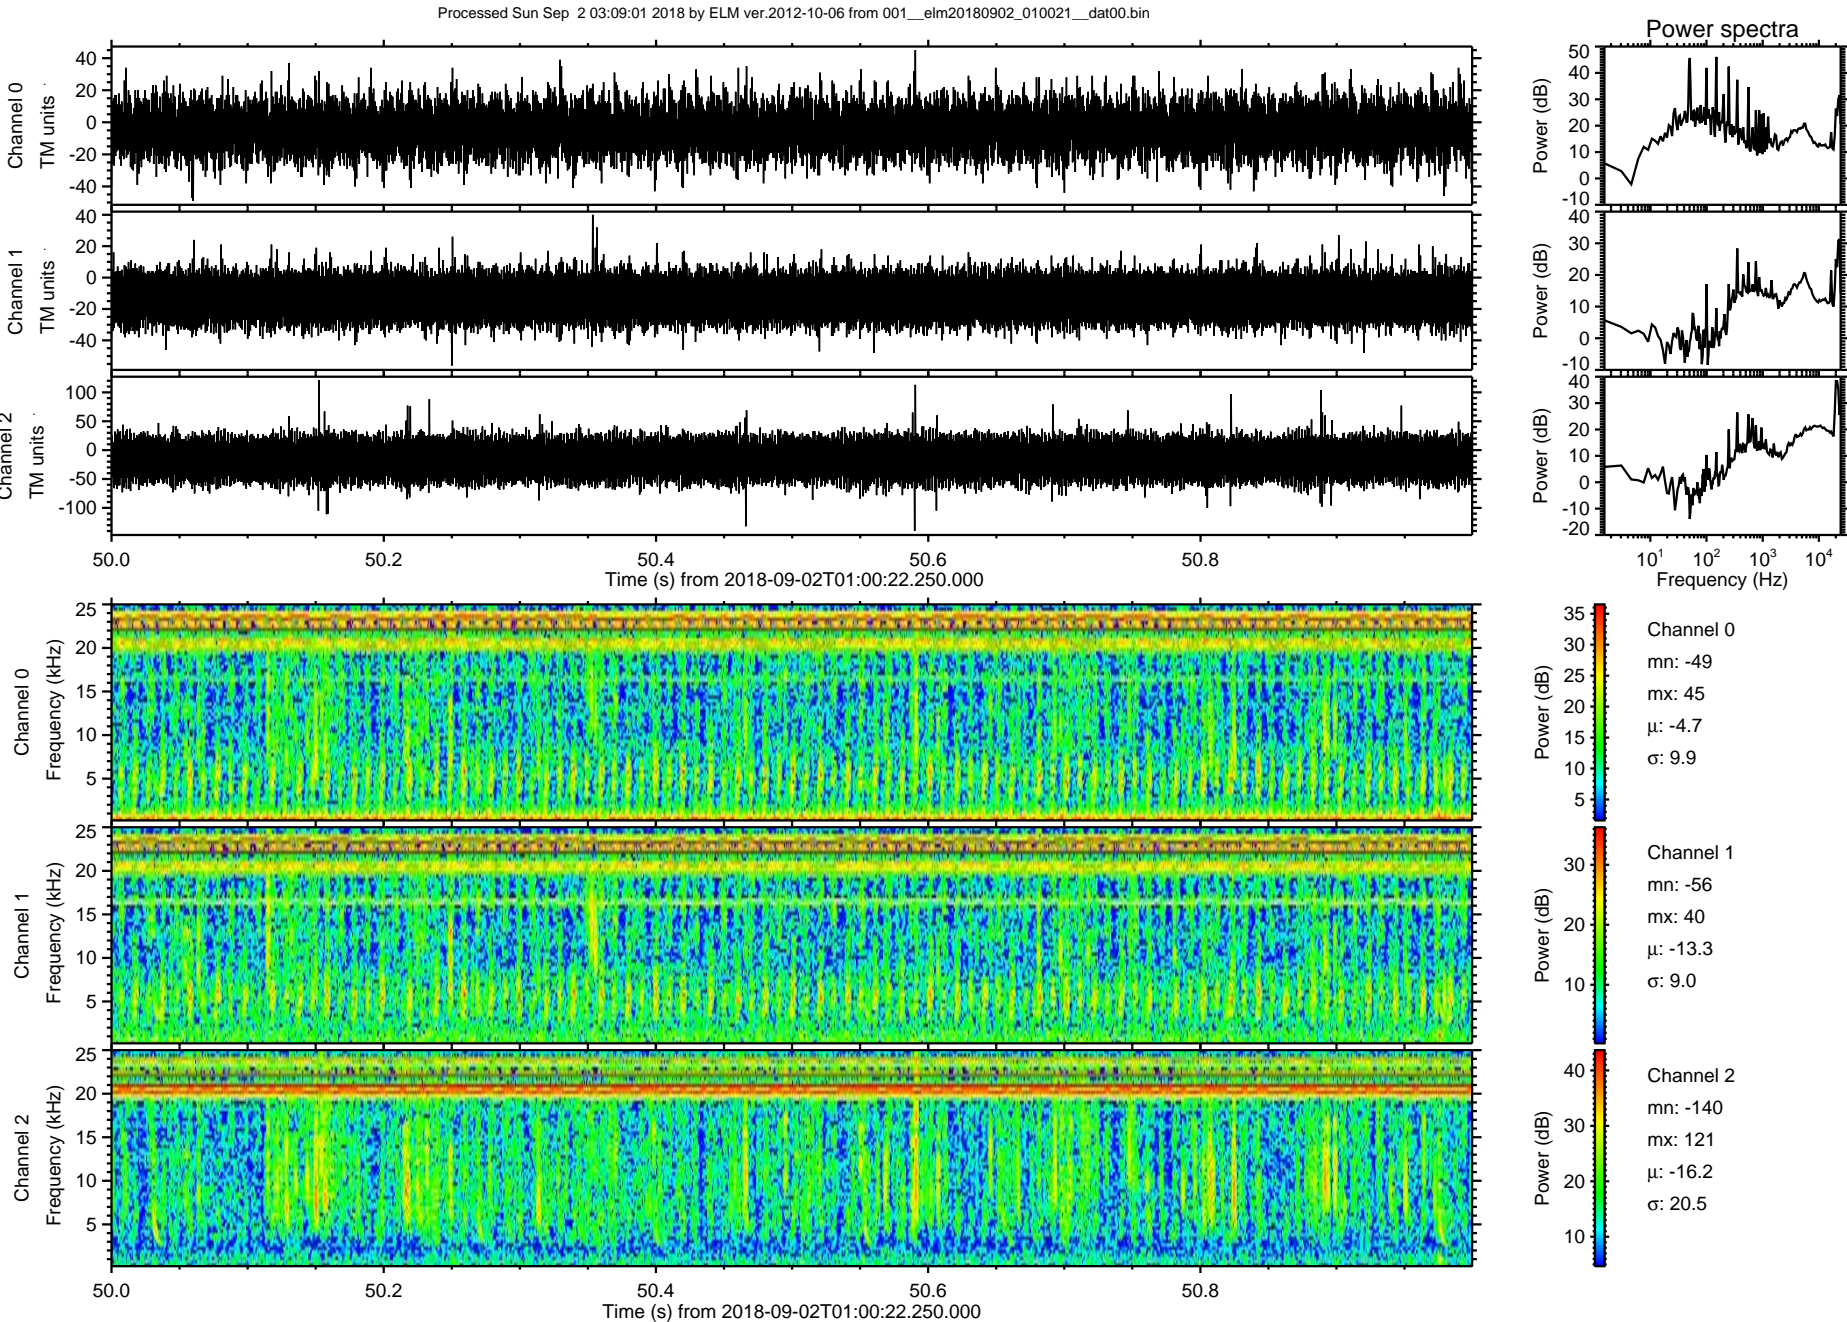 Processed Sun Sep  2 03:09:01 2018 by ELM ver.2012-10-06 from 001__elm20180902_010021__dat00.bin
Power spectra
Channel 0
TM units
40
20
0
-20
-40
Power (dB)
50
40
30
20
10
0
-10
Channel 1
TM units
40
20
0
-20
-40
Power (dB)
40
30
20
10
0
-10
Channel 2
TM units
100
50
0
-50
-100
Power (dB)
40
30
20
10
0
-10
-20
50.0 50.2 50.4 50.6 50.8
Time (s) from 2018-09-02T01:00:22.250.000
10^1 10^2 10^3 10^4
Frequency (Hz)
Channel 0
Frequency (kHz)
25
20
15
10
5
Power (dB)
35
30
25
20
15
10
5
Channel 0
mn: -49
mx: 45
μ: -4.7
σ: 9.9
Channel 1
Frequency (kHz)
25
20
15
10
5
Power (dB)
30
20
10
Channel 1
mn: -56
mx: 40
μ: -13.3
σ: 9.0
Channel 2
Frequency (kHz)
25
20
15
10
5
Power (dB)
40
30
20
10
Channel 2
mn: -140
mx: 121
μ: -16.2
σ: 20.5
50.0 50.2 50.4 50.6 50.8
Time (s) from 2018-09-02T01:00:22.250.000